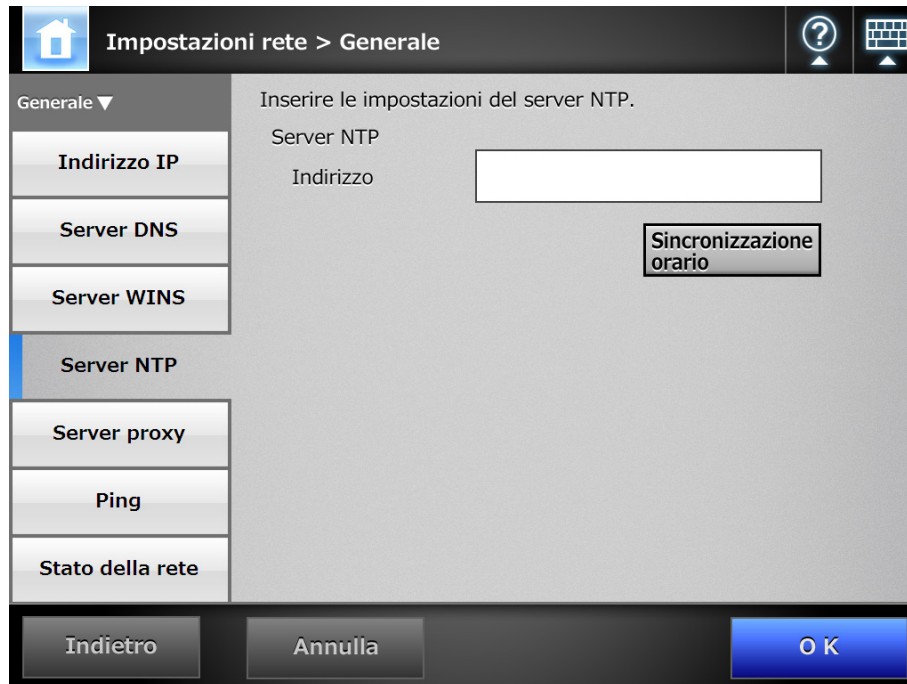 Impostazioni rete > Generale
?
Generale ▼
Inserire le impostazioni del server NTP.
Server NTP
Indirizzo
Sincronizzazione
orario
Indirizzo IP
Server DNS
Server WINS
Server NTP
Server proxy
Ping
Stato della rete
Indietro
Annulla
O K